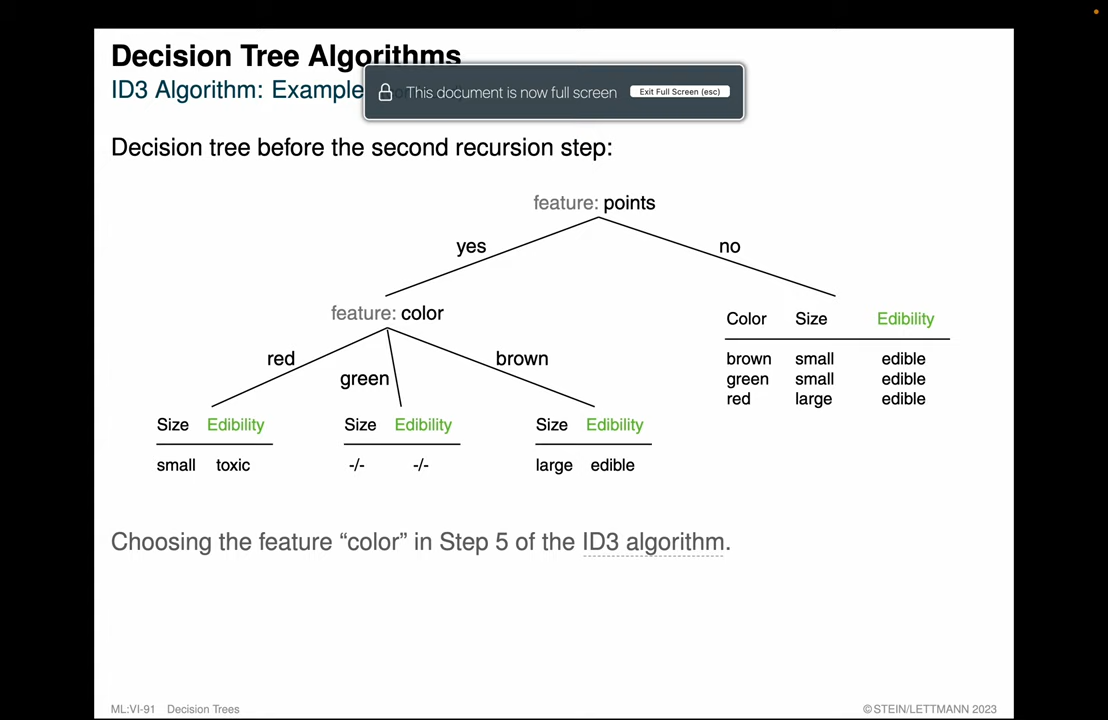 Decision Tree Algorithms
ID3 Algorithm: Example
This document is now full screen Exit Full Screen (esc)
Decision tree before the second recursion step:
feature: points
yes no
feature: color
red green brown
Color Size Edibility
brown small edible
green small edible
red large edible
Size Edibility
small toxic
Size Edibility
-/- -/-
Size Edibility
large edible
Choosing the feature “color” in Step 5 of the ID3 algorithm.
ML:VI-91 Decision Trees
©STEIN/LETTMANN 2023